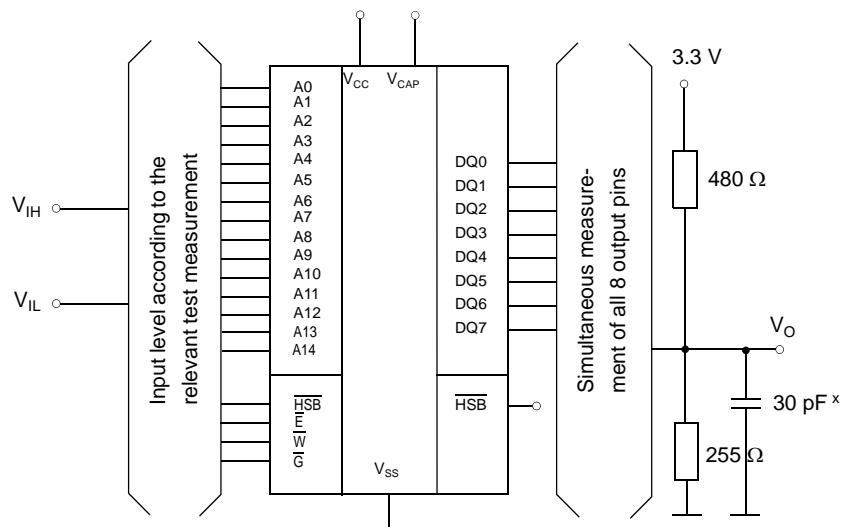 V_IH
V_IL
Input level according to the
relevant test measurement
A0
A1
A2
A3
A4
A5
A6
A7
A8
A9
A10
A11
A12
A13
A14
H̅S̅B̅
E̅
W̅
G̅
V_CC
V_CAP
V_SS
DQ0
DQ1
DQ2
DQ3
DQ4
DQ5
DQ6
DQ7
H̅S̅B̅
Simultaneous measure-
ment of all 8 output pins
3.3 V
480 Ω
V_O
30 pF ˣ
255 Ω